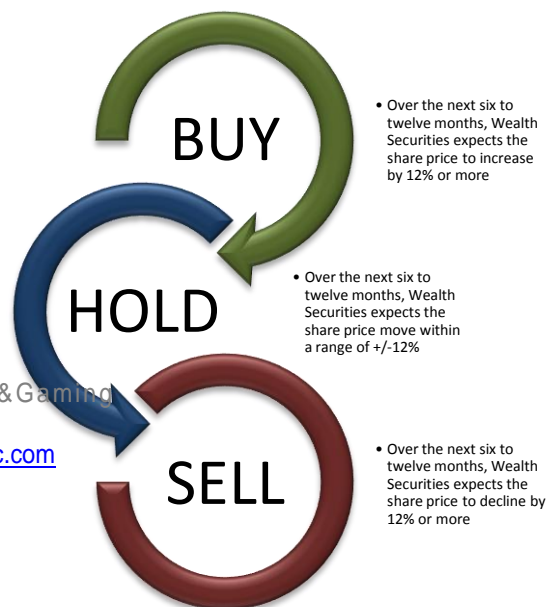 BUY
• Over the next six to
twelve months, Wealth
Securities expects the
share price to increase
by 12% or more
HOLD
• Over the next six to
twelve months, Wealth
Securities expects the
share price move within
a range of +/-12%
&Gaming
c.com
SELL
• Over the next six to
twelve months, Wealth
Securities expects the
share price to decline by
12% or more